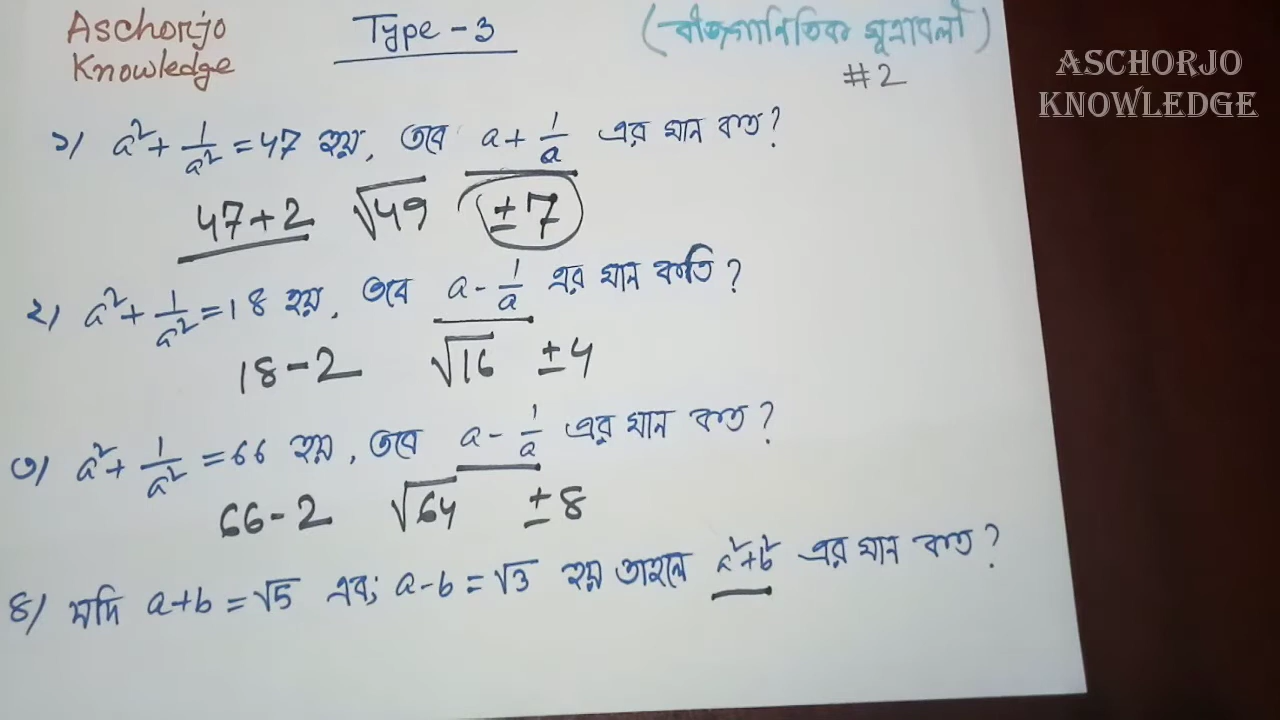 Aschorjo
Knowledge
Type - 3
(বীজগানিতিক সূত্রাবলী)
#2
ASCHORJO
KNOWLEDGE
১/ a² + 1/a² = 47 হয়, তবে a + 1/a এর মান কত?
47+2 √49 ±7
২/ a² + 1/a² = 18 হয়, তবে a - 1/a এর মান কতি?
18-2 √16 ±4
৩/ a² + 1/a² = 66 হয়, তবে a - 1/a এর মান কত?
66-2 √64 ±8
৪/ যদি a+b = √5 এবং a-b = √3 হয় তাহলে a²+b² এর মান কত?